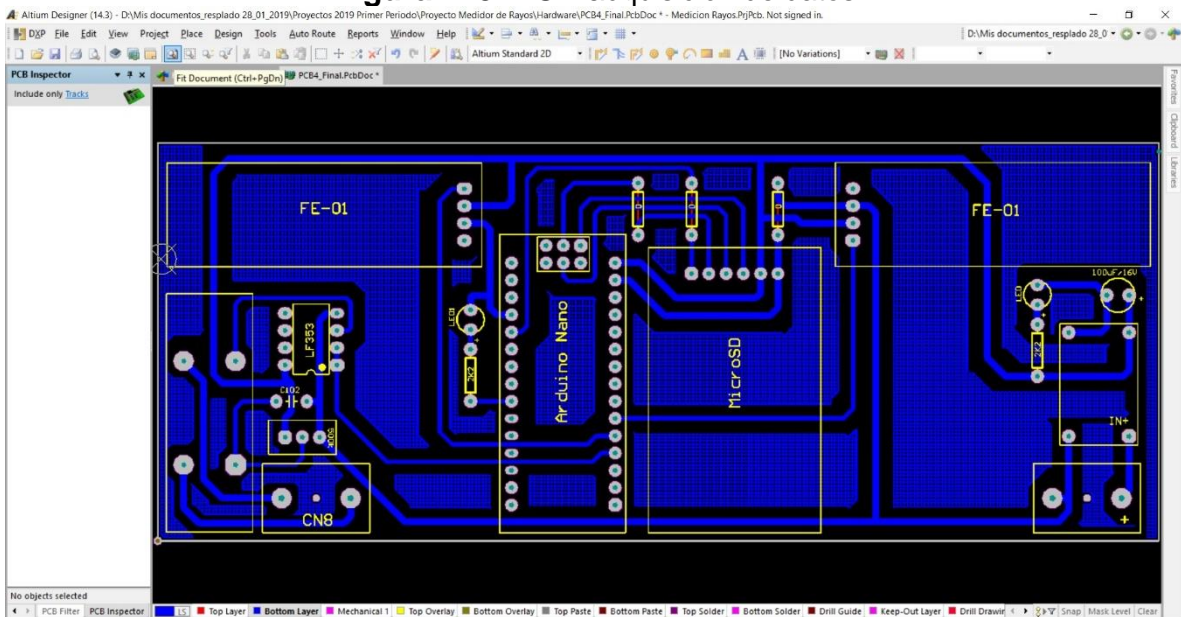 Altium Designer (14.3) - D:\Mis documentos_resplado 28_01_2019\Proyectos 2019 Primer Periodo\Proyecto Medidor de Rayos\Hardware\PCB4_Final.PcbDoc * - Medicion Rayos.PrjPcb. Not signed in.
DXP File Edit View Project Place Design Tools Auto Route Reports Window Help D:\Mis documentos_resplado 28_0
Altium Standard 2D [No Variations]
PCB Inspector
Fit Document (Ctrl+PgDn) PCB4_Final.PcbDoc *
Include only Tracks
Favorites
Clipboard
Libraries
FE-01
FE-01
100uF/16V
LED1
LED
LF353
Arduino Nano
MicroSD
2K2
2K2
C102
500K
IN+
CN8
+
No objects selected
PCB Filter PCB Inspector LS Top Layer Bottom Layer Mechanical 1 Top Overlay Bottom Overlay Top Paste Bottom Paste Top Solder Bottom Solder Drill Guide Keep-Out Layer Drill Drawin Snap Mask Level Clear